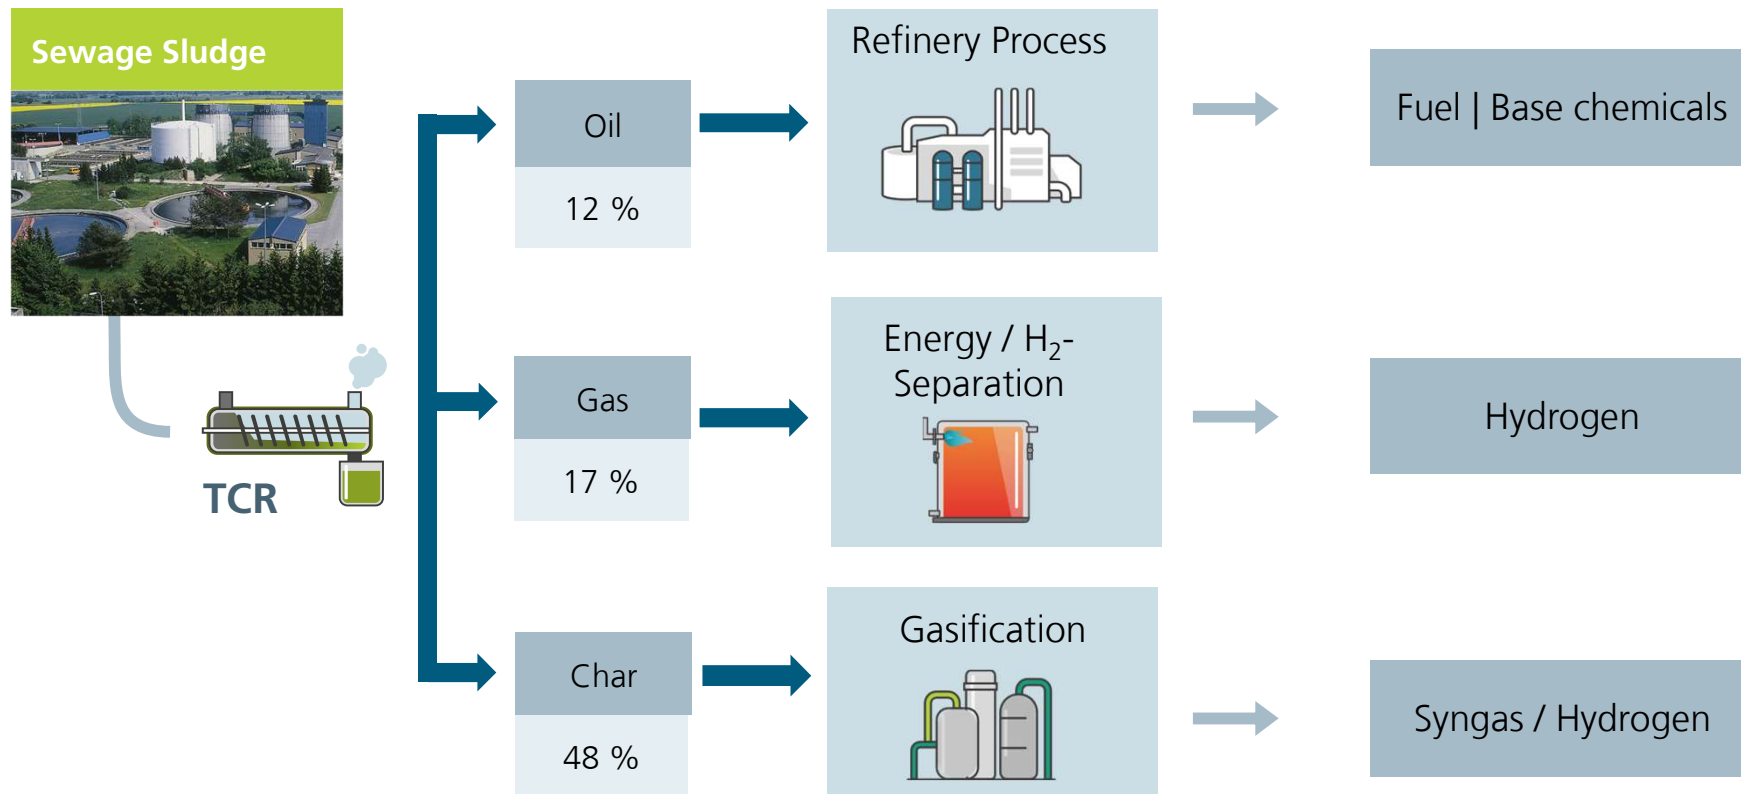 Sewage Sludge
TCR
Oil
12 %
Gas
17 %
Char
48 %
Refinery Process
Energy / H₂-
Separation
Gasification
Fuel | Base chemicals
Hydrogen
Syngas / Hydrogen